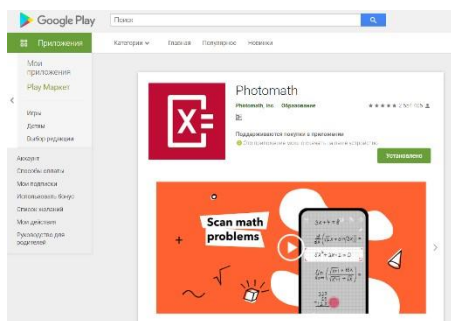 Google Play
Поиск
Приложения
Категории
Главная
Популярное
Новинки
Мои
приложения
Play Маркет
Игры
Детям
Выбор редакции
Аккаунт
Способы оплаты
Мои подписки
Использовать бонус
Список желаний
Мои действия
Руководство для
родителей
Photomath
Photomath, Inc. Образование
Поддерживаются покупки в приложении
Установлено
Scan math
problems